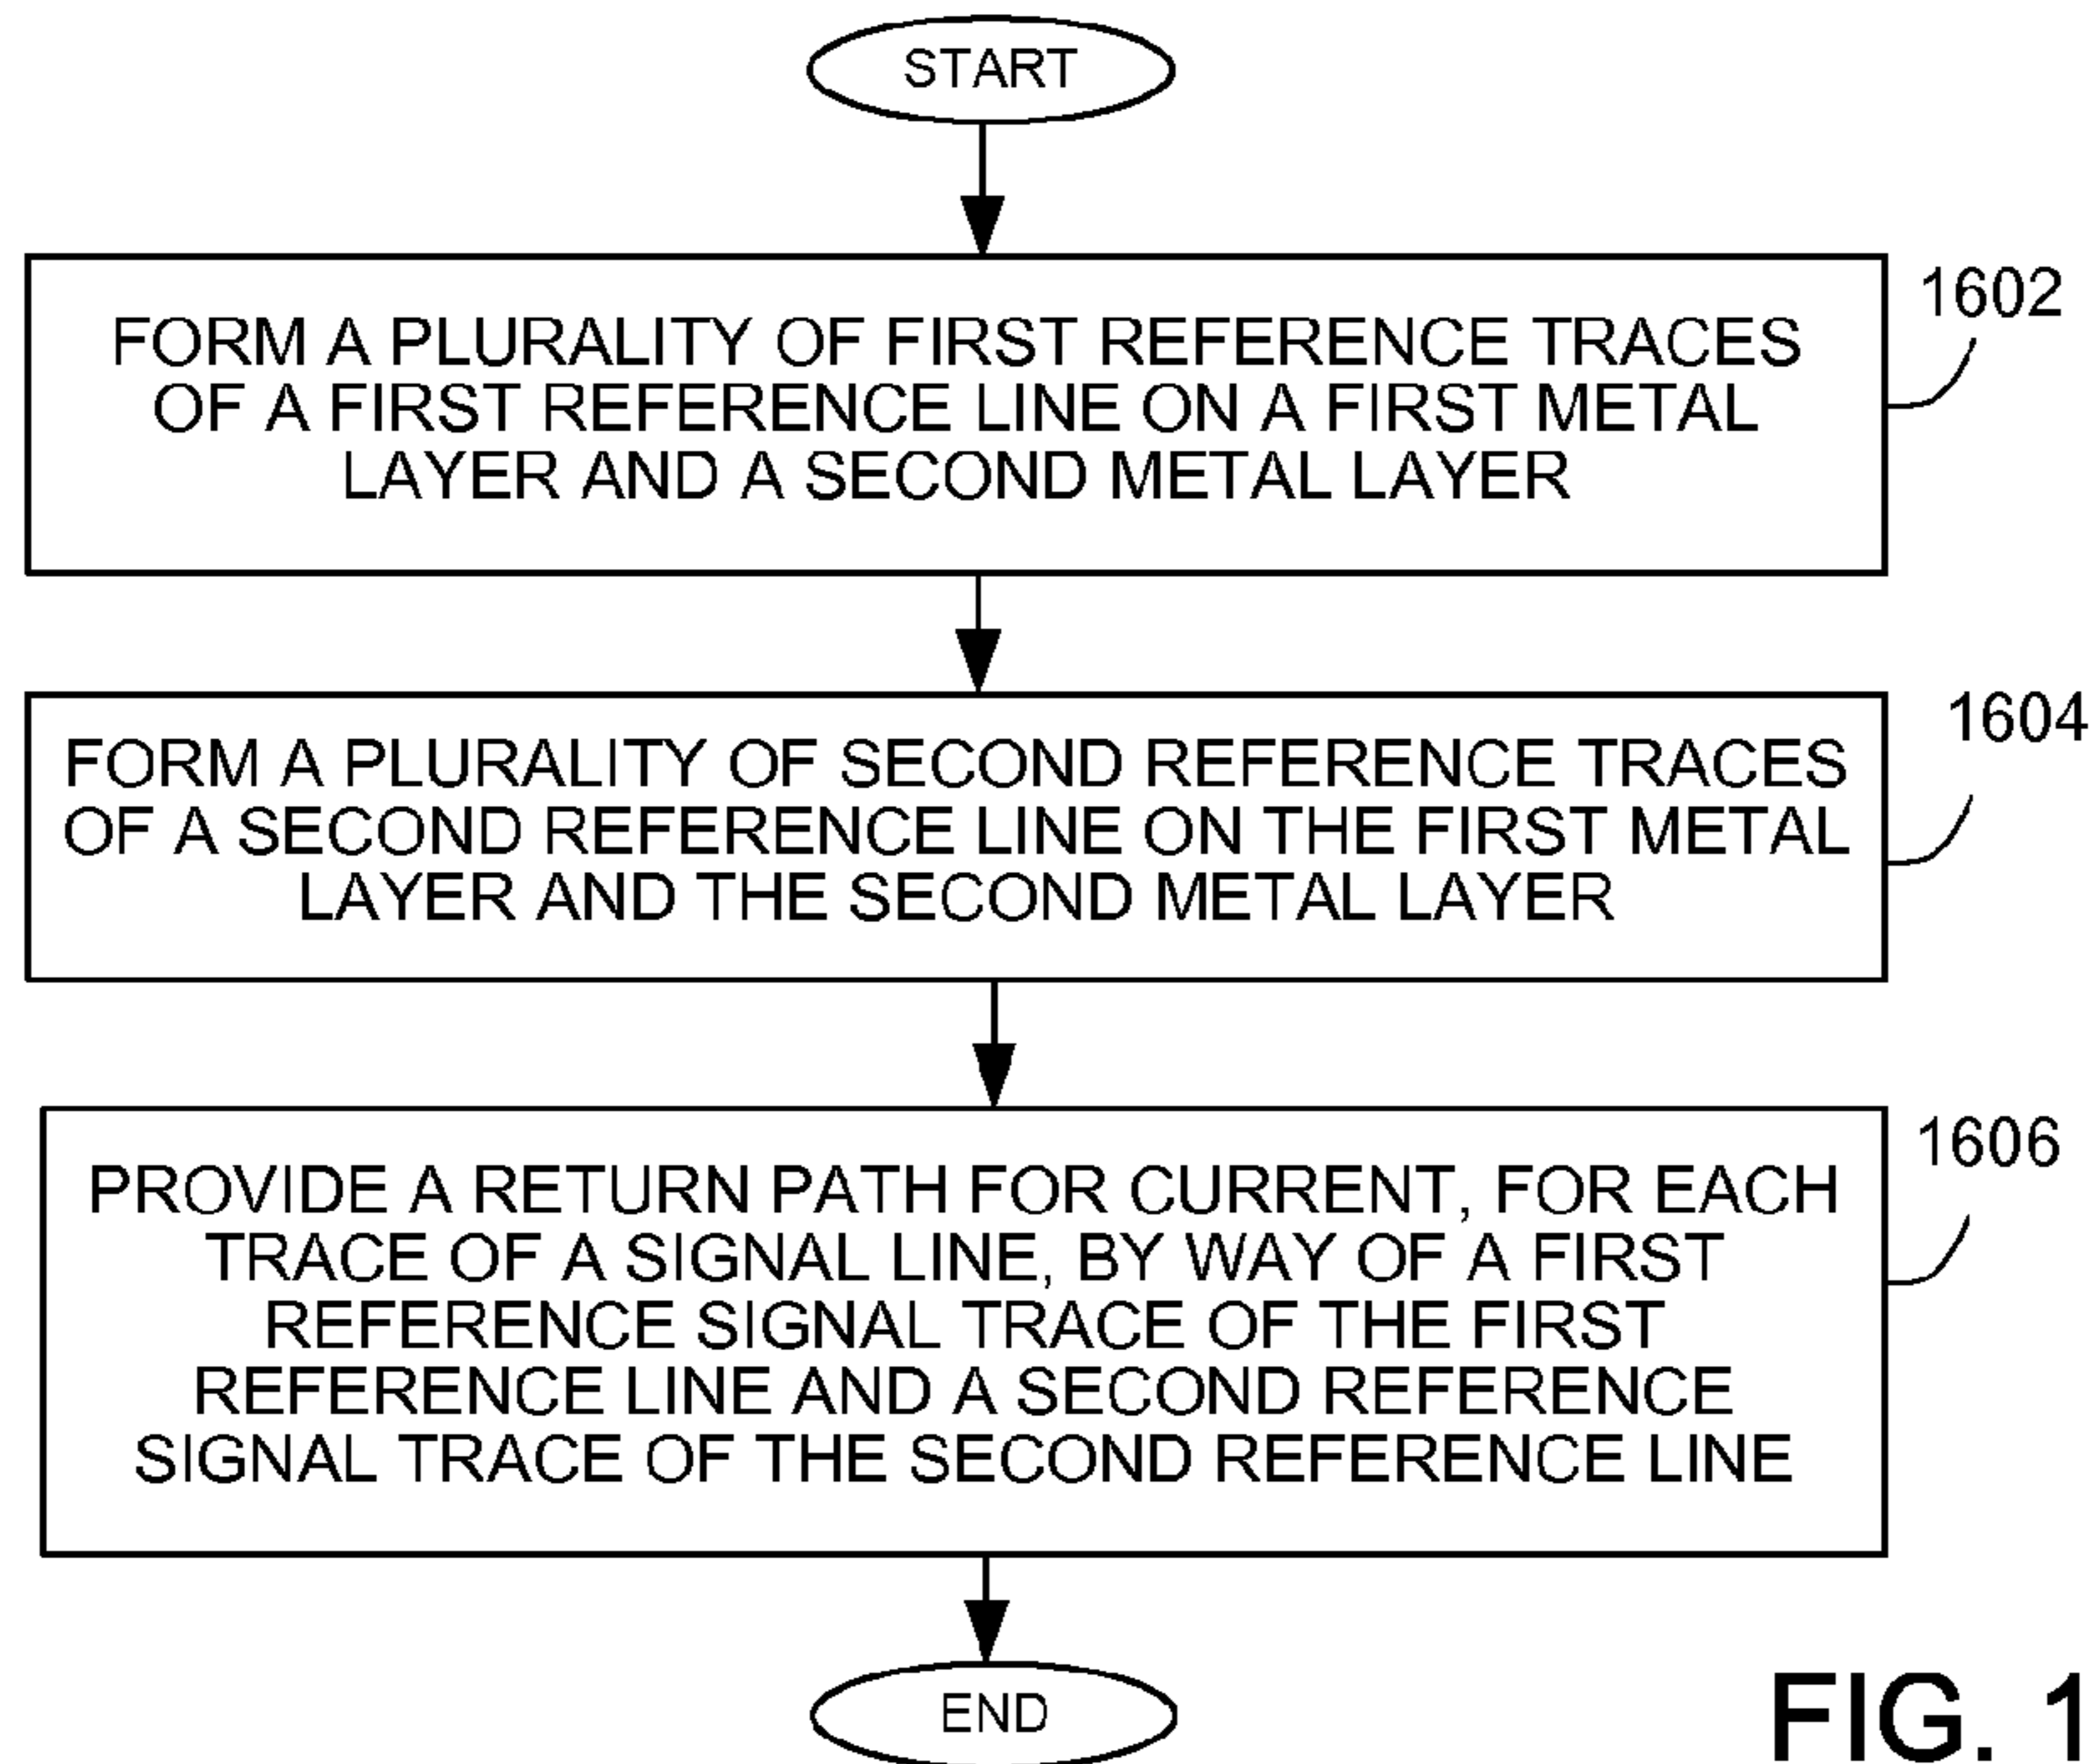 START
1602
FORM A PLURALITY OF FIRST REFERENCE TRACES
OF A FIRST REFERENCE LINE ON A FIRST METAL
LAYER AND A SECOND METAL LAYER
1604
FORM A PLURALITY OF SECOND REFERENCE TRACES
OF A SECOND REFERENCE LINE ON THE FIRST METAL
LAYER AND THE SECOND METAL LAYER
1606
PROVIDE A RETURN PATH FOR CURRENT, FOR EACH
TRACE OF A SIGNAL LINE, BY WAY OF A FIRST
REFERENCE SIGNAL TRACE OF THE FIRST
REFERENCE LINE AND A SECOND REFERENCE
SIGNAL TRACE OF THE SECOND REFERENCE LINE
END
FIG. 1